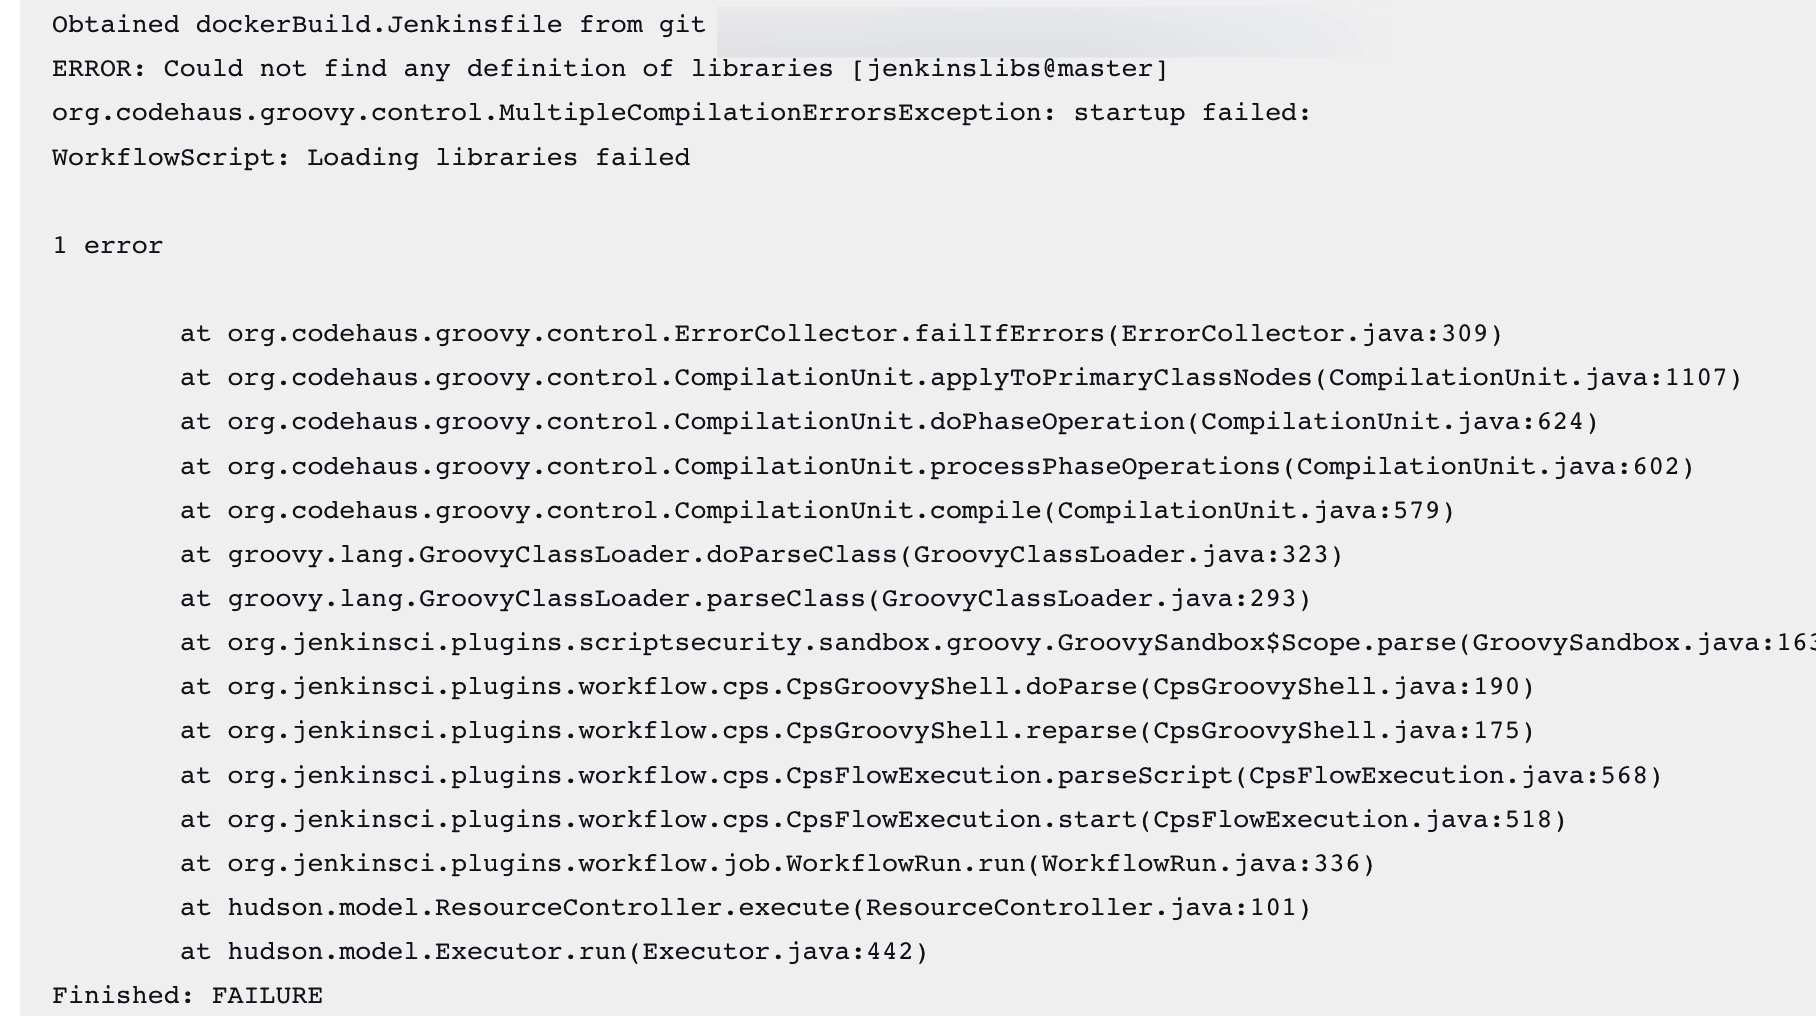 Obtained dockerBuild.Jenkinsfile from git
ERROR: Could not find any definition of libraries [jenkinslibs@master]
org.codehaus.groovy.control.MultipleCompilationErrorsException: startup failed:
WorkflowScript: Loading libraries failed
1 error
at org.codehaus.groovy.control.ErrorCollector.failIfErrors(ErrorCollector.java:309)
at org.codehaus.groovy.control.CompilationUnit.applyToPrimaryClassNodes(CompilationUnit.java:1107)
at org.codehaus.groovy.control.CompilationUnit.doPhaseOperation(CompilationUnit.java:624)
at org.codehaus.groovy.control.CompilationUnit.processPhaseOperations(CompilationUnit.java:602)
at org.codehaus.groovy.control.CompilationUnit.compile(CompilationUnit.java:579)
at groovy.lang.GroovyClassLoader.doParseClass(GroovyClassLoader.java:323)
at groovy.lang.GroovyClassLoader.parseClass(GroovyClassLoader.java:293)
at org.jenkinsci.plugins.scriptsecurity.sandbox.groovy.GroovySandbox$Scope.parse(GroovySandbox.java:163
at org.jenkinsci.plugins.workflow.cps.CpsGroovyShell.doParse(CpsGroovyShell.java:190)
at org.jenkinsci.plugins.workflow.cps.CpsGroovyShell.reparse(CpsGroovyShell.java:175)
at org.jenkinsci.plugins.workflow.cps.CpsFlowExecution.parseScript(CpsFlowExecution.java:568)
at org.jenkinsci.plugins.workflow.cps.CpsFlowExecution.start(CpsFlowExecution.java:518)
at org.jenkinsci.plugins.workflow.job.WorkflowRun.run(WorkflowRun.java:336)
at hudson.model.ResourceController.execute(ResourceController.java:101)
at hudson.model.Executor.run(Executor.java:442)
Finished: FAILURE